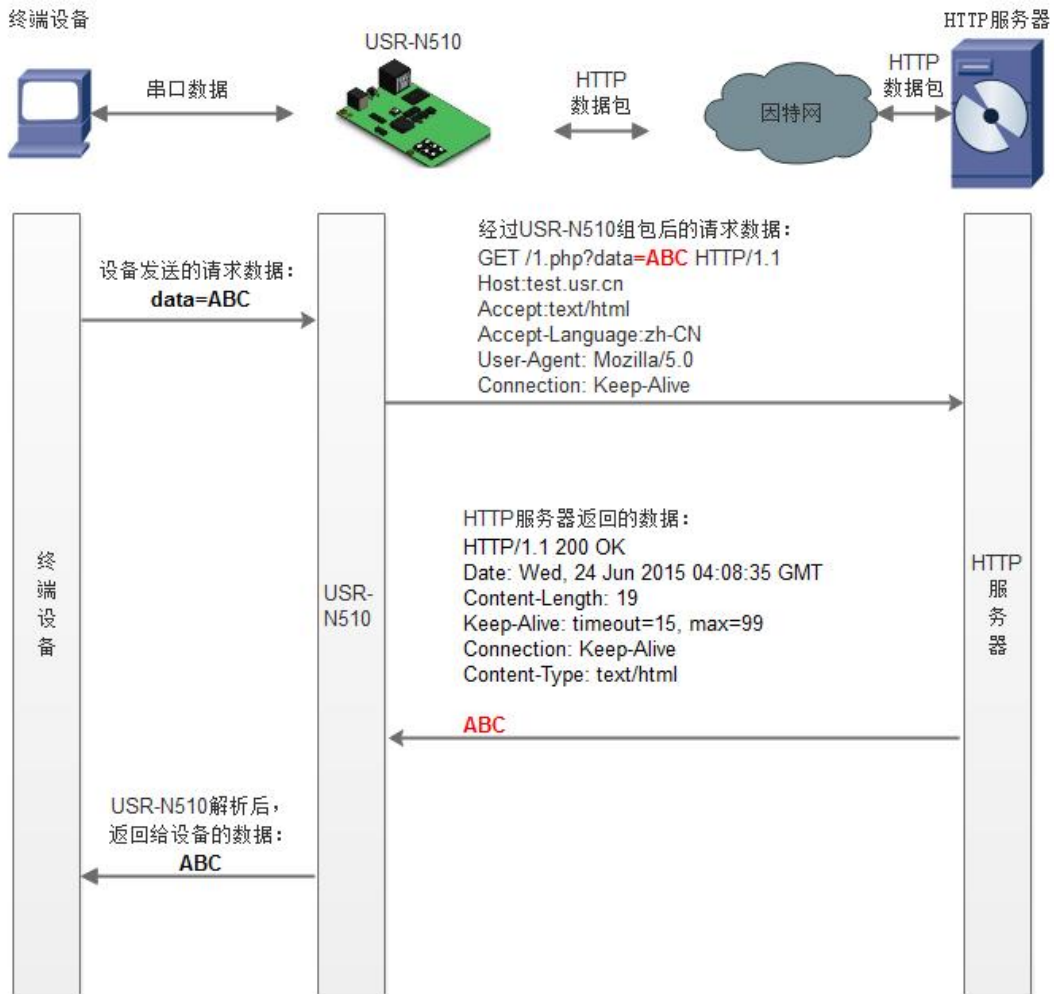 终端设备
HTTP服务器
USR-N510
串口数据
HTTP
数据包
因特网
HTTP
数据包
经过USR-N510组包后的请求数据：
GET /1.php?data=ABC HTTP/1.1
Host:test.usr.cn
Accept:text/html
Accept-Language:zh-CN
User-Agent: Mozilla/5.0
Connection: Keep-Alive
设备发送的请求数据：
data=ABC
HTTP服务器返回的数据：
HTTP/1.1 200 OK
Date: Wed, 24 Jun 2015 04:08:35 GMT
Content-Length: 19
Keep-Alive: timeout=15, max=99
Connection: Keep-Alive
Content-Type: text/html
ABC
终
端
设
备
USR-
N510
HTTP
服
务
器
USR-N510解析后，
返回给设备的数据：
ABC